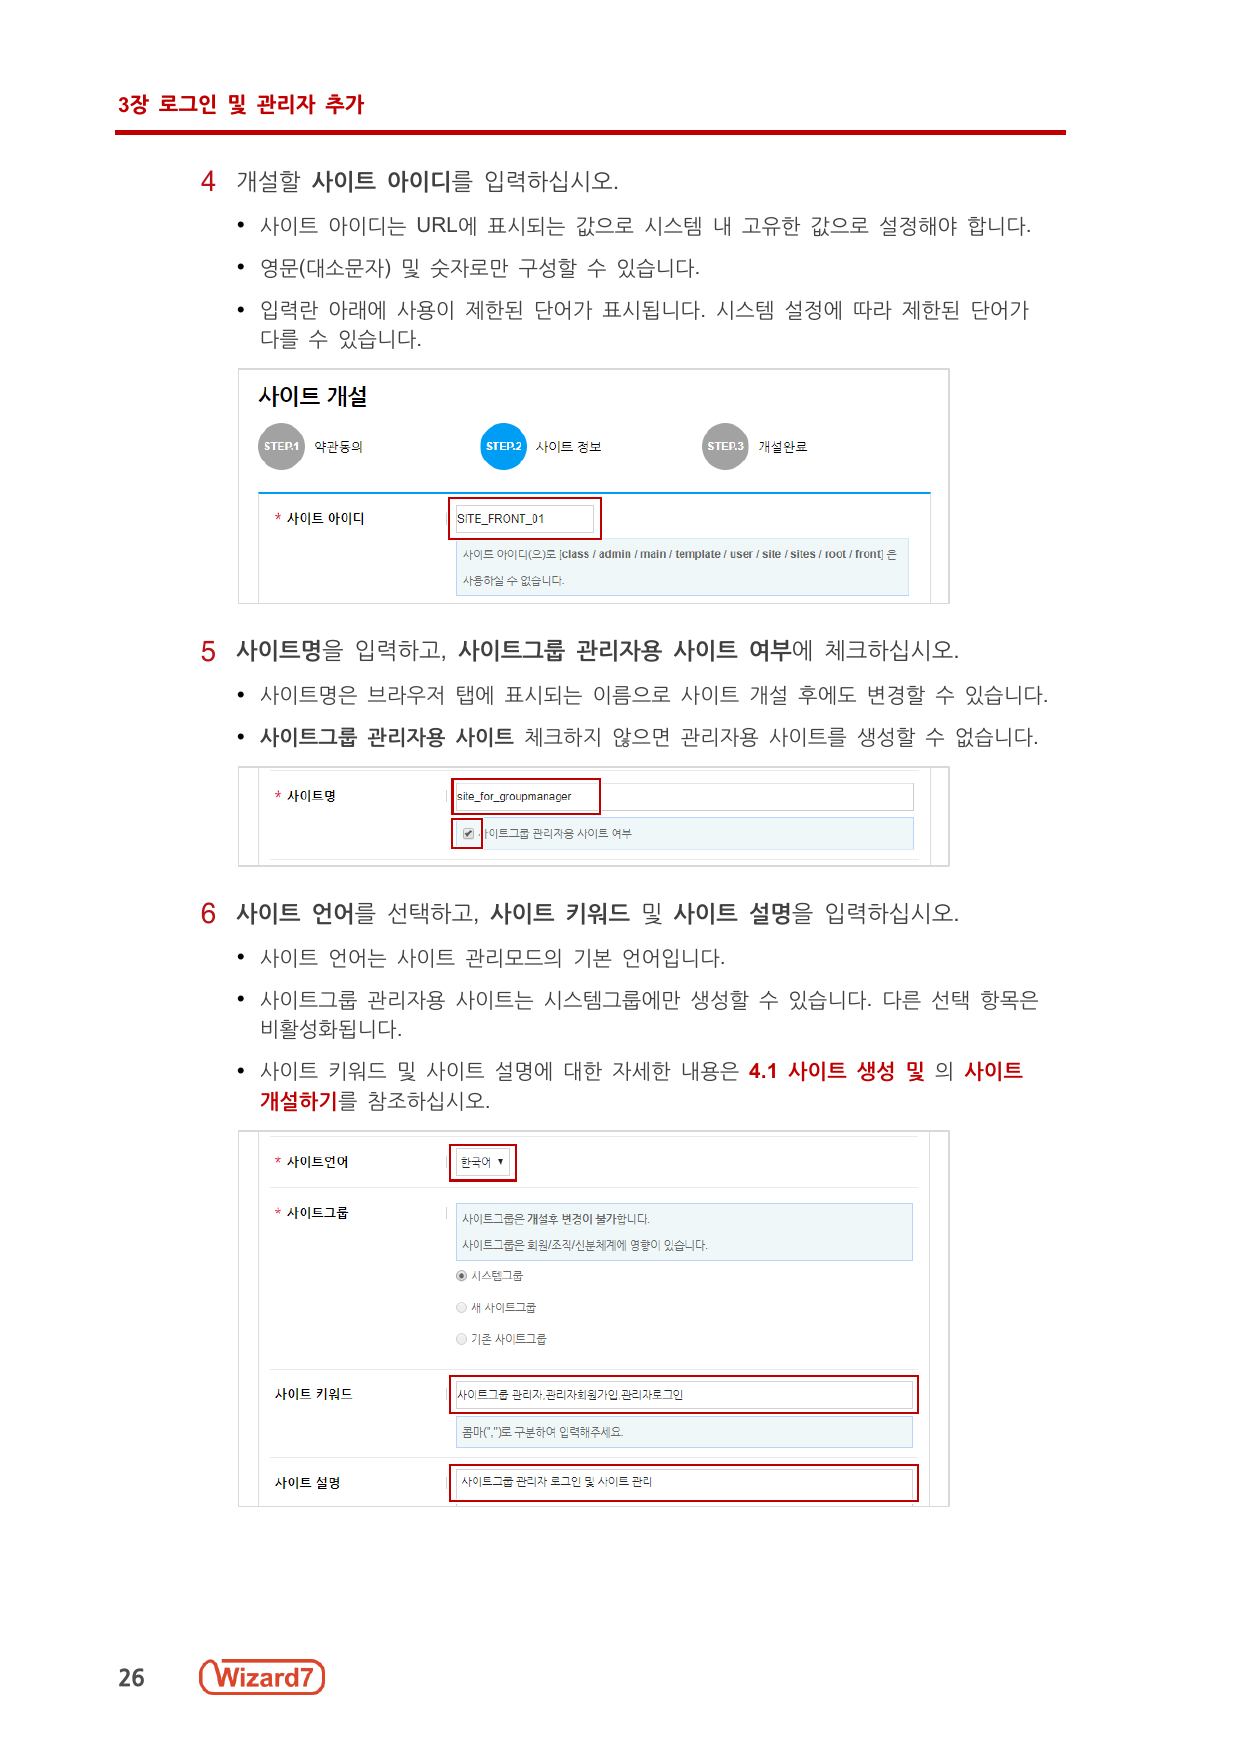 3장 로그인 및 관리자 추가
4 개설할 사이트 아이디를 입력하십시오.
• 사이트 아이디는 URL에 표시되는 값으로 시스템 내 고유한 값으로 설정해야 합니다.
• 영문(대소문자) 및 숫자로만 구성할 수 있습니다.
• 입력란 아래에 사용이 제한된 단어가 표시됩니다. 시스템 설정에 따라 제한된 단어가
다를 수 있습니다.
사이트 개설
STEP.1 약관동의 STEP.2 사이트 정보 STEP.3 개설완료
* 사이트 아이디 SITE_FRONT_01
사이트 아이디(으)로 [class / admin / main / template / user / site / sites / root / front] 은
사용하실 수 없습니다.
5 사이트명을 입력하고, 사이트그룹 관리자용 사이트 여부에 체크하십시오.
• 사이트명은 브라우저 탭에 표시되는 이름으로 사이트 개설 후에도 변경할 수 있습니다.
• 사이트그룹 관리자용 사이트 체크하지 않으면 관리자용 사이트를 생성할 수 없습니다.
* 사이트명 site_for_groupmanager
사이트그룹 관리자용 사이트 여부
6 사이트 언어를 선택하고, 사이트 키워드 및 사이트 설명을 입력하십시오.
• 사이트 언어는 사이트 관리모드의 기본 언어입니다.
• 사이트그룹 관리자용 사이트는 시스템그룹에만 생성할 수 있습니다. 다른 선택 항목은
비활성화됩니다.
• 사이트 키워드 및 사이트 설명에 대한 자세한 내용은 4.1 사이트 생성 및 의 사이트
개설하기를 참조하십시오.
* 사이트언어 한국어 ▼
* 사이트그룹 사이트그룹은 개설후 변경이 불가합니다.
사이트그룹은 회원/조직/신분체계에 영향이 있습니다.
시스템그룹
새 사이트그룹
기존 사이트그룹
사이트 키워드 사이트그룹 관리자,관리자회원가입,관리자로그인
콤마(",")로 구분하여 입력해주세요.
사이트 설명 사이트그룹 관리자 로그인 및 사이트 관리
26 Wizard7